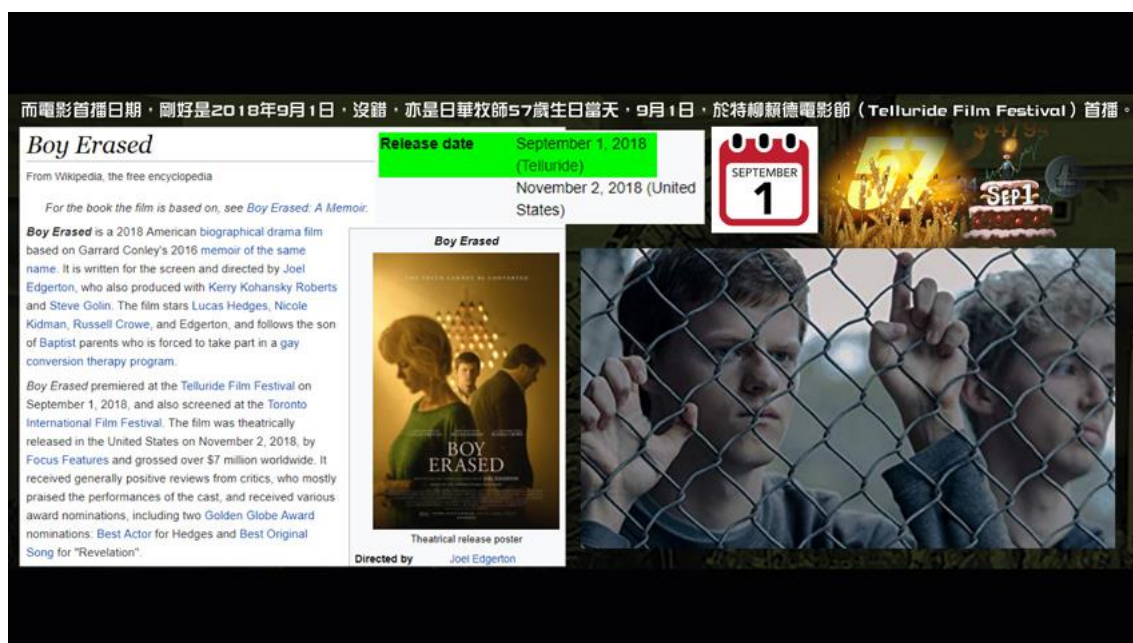 而電影首播日期，剛好是2018年9月1日，沒錯，亦是日華牧師57歲生日當天，9月1日，於特柳賴德電影節（Telluride Film Festival）首播。
Boy Erased
From Wikipedia, the free encyclopedia
For the book the film is based on, see Boy Erased: A Memoir.
Boy Erased is a 2018 American biographical drama film
based on Garrard Conley's 2016 memoir of the same
name. It is written for the screen and directed by Joel
Edgerton, who also produced with Kerry Kohansky Roberts
and Steve Golin. The film stars Lucas Hedges, Nicole
Kidman, Russell Crowe, and Edgerton, and follows the son
of Baptist parents who is forced to take part in a gay
conversion therapy program.
Boy Erased premiered at the Telluride Film Festival on
September 1, 2018, and also screened at the Toronto
International Film Festival. The film was theatrically
released in the United States on November 2, 2018, by
Focus Features and grossed over $7 million worldwide. It
received generally positive reviews from critics, who mostly
praised the performances of the cast, and received various
award nominations, including two Golden Globe Award
nominations: Best Actor for Hedges and Best Original
Song for "Revelation".
Release date September 1, 2018
(Telluride)
November 2, 2018 (United
States)
SEPTEMBER
1
57
SEP1
Boy Erased
THE TRUTH CANNOT BE CONVERTED
BOY
ERASED
Theatrical release poster
Directed by Joel Edgerton